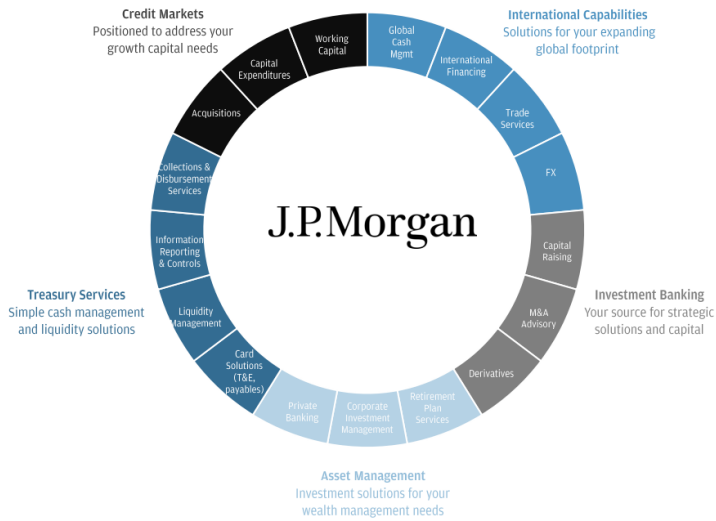 Credit Markets
Positioned to address your
growth capital needs
International Capabilities
Solutions for your expanding
global footprint
Working
Capital
Global
Cash
Mgmt
Capital
Expenditures
International
Financing
Acquisitions
Trade
Services
Collections &
Disbursement
Services
FX
J.P.Morgan
Information
Reporting
& Controls
Capital
Raising
Treasury Services
Simple cash management
and liquidity solutions
Liquidity
Management
M&A
Advisory
Investment Banking
Your source for strategic
solutions and capital
Card
Solutions
(T&E,
payables)
Derivatives
Private
Banking
Corporate
Investment
Management
Retirement
Plan
Services
Asset Management
Investment solutions for your
wealth management needs